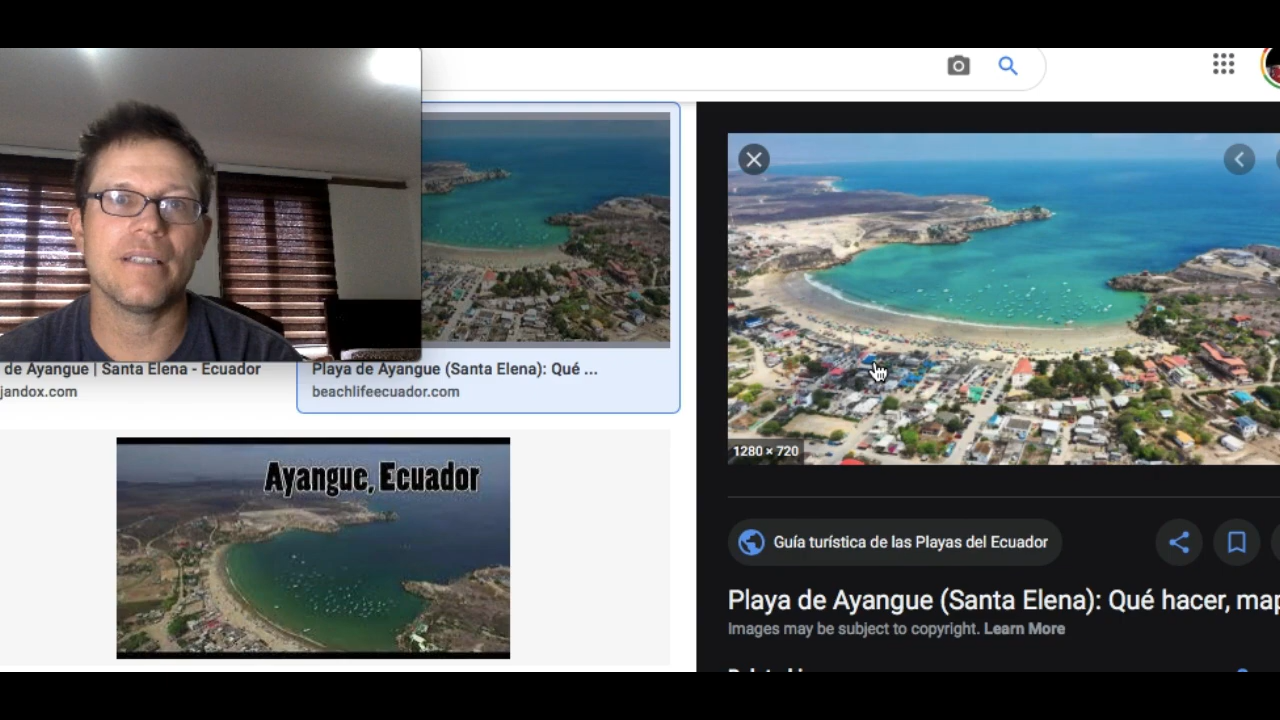 de Ayangue | Santa Elena - Ecuador
jandox.com
Playa de Ayangue (Santa Elena): Qué ...
beachlifeecuador.com
Ayangue, Ecuador
1280 × 720
Guía turística de las Playas del Ecuador
Playa de Ayangue (Santa Elena): Qué hacer, map
Images may be subject to copyright. Learn More